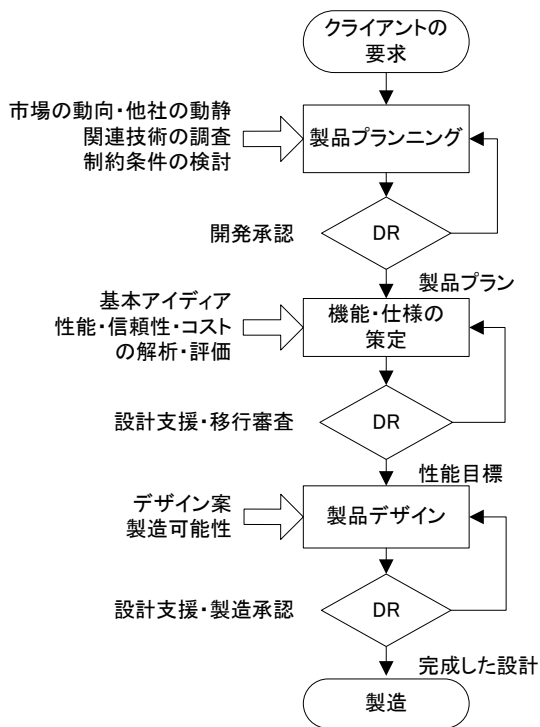 クライアントの
要求
市場の動向・他社の動静
関連技術の調査
制約条件の検討
製品プランニング
開発承認
DR
製品プラン
基本アイディア
性能・信頼性・コスト
の解析・評価
機能・仕様の
策定
設計支援・移行審査
DR
性能目標
デザイン案
製造可能性
製品デザイン
設計支援・製造承認
DR
完成した設計
製造